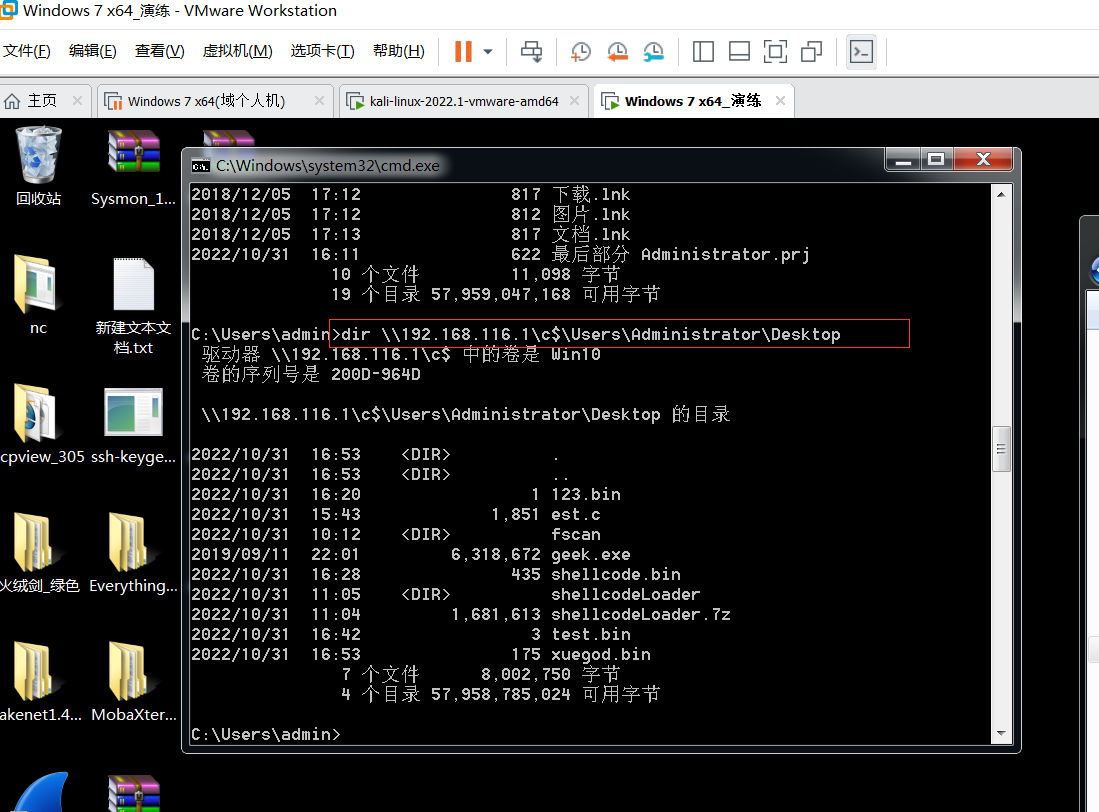 Windows 7 x64_演练 - VMware Workstation
文件(F) 编辑(E) 查看(V) 虚拟机(M) 选项卡(T) 帮助(H)
主页 × Windows 7 x64(域个人机) × kali-linux-2022.1-vmware-amd64 × Windows 7 x64_演练 ×
回收站
Sysmon_1...
nc
新建文本文
档.txt
cpview_305
ssh-keyge...
火绒剑_绿色
Everything...
akenet1.4...
MobaXter...
C:\Windows\system32\cmd.exe
2018/12/05  17:12               817 下载.lnk
2018/12/05  17:12               812 图片.lnk
2018/12/05  17:13               817 文档.lnk
2022/10/31  16:11               622 最后部分 Administrator.prj
10 个文件         11,098 字节
19 个目录 57,959,047,168 可用字节
C:\Users\admin>dir \\192.168.116.1\c$\Users\Administrator\Desktop
驱动器 \\192.168.116.1\c$ 中的卷是 Win10
卷的序列号是 200D-964D
\\192.168.116.1\c$\Users\Administrator\Desktop 的目录
2022/10/31  16:53    <DIR>          .
2022/10/31  16:53    <DIR>          ..
2022/10/31  16:20                 1 123.bin
2022/10/31  15:43             1,851 est.c
2022/10/31  10:12    <DIR>          fscan
2019/09/11  22:01         6,318,672 geek.exe
2022/10/31  16:28               435 shellcode.bin
2022/10/31  11:05    <DIR>          shellcodeLoader
2022/10/31  11:04         1,681,613 shellcodeLoader.7z
2022/10/31  16:42                 3 test.bin
2022/10/31  16:53               175 xuegod.bin
7 个文件      8,002,750 字节
4 个目录 57,958,785,024 可用字节
C:\Users\admin>